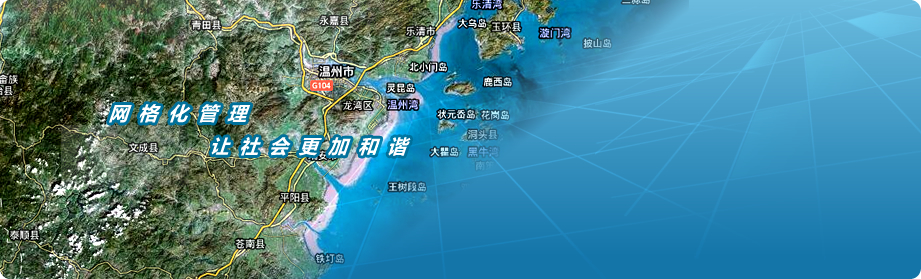 乐清湾
青田县
永嘉县
大乌岛
玉环县
乐清市
漩门湾
披山岛
温州市
北小门岛
G104
灵昆岛
鹿西岛
龙湾区
温州湾
状元岙岛
花岗岛
网格化管理
洞头县
文成县
让社会更加和谐
大瞿岛
黑牛湾
王树段岛
平阳县
泰顺县
苍南县
铁灯岛